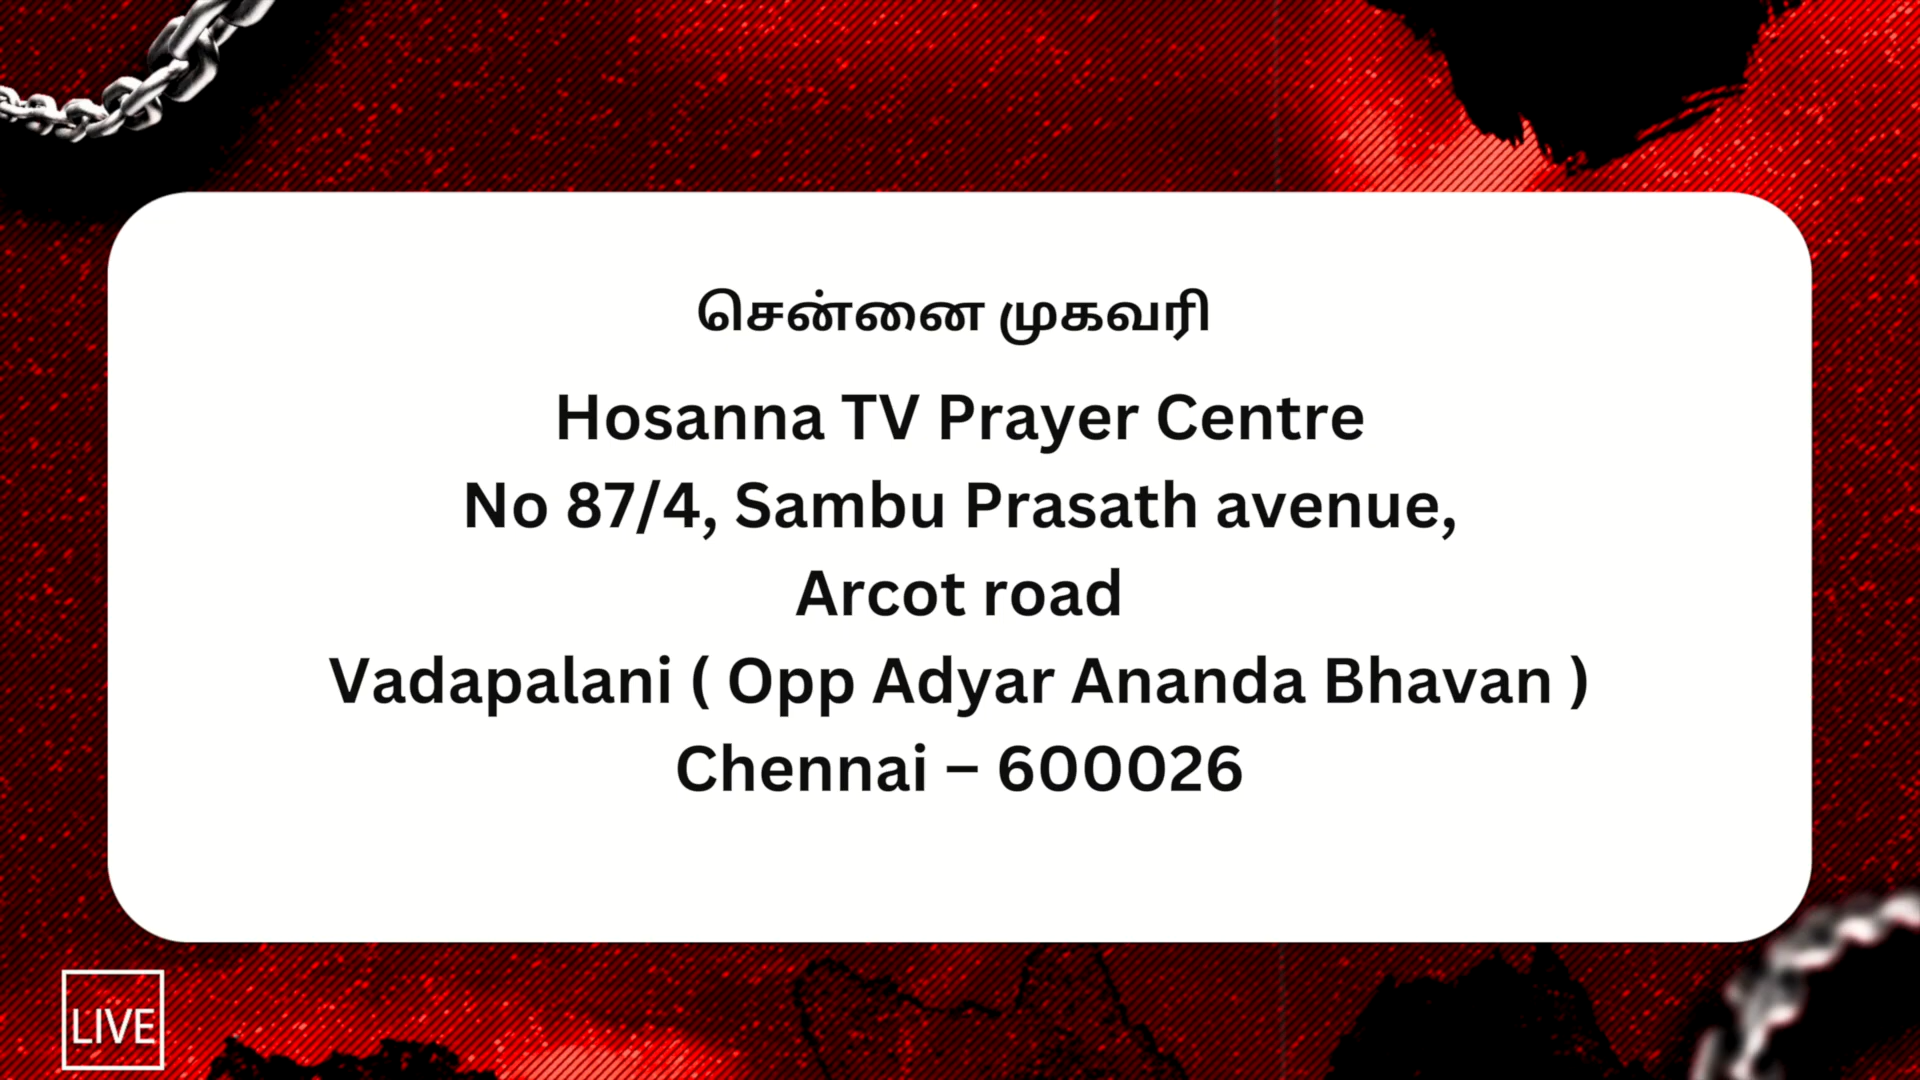 சென்னை முகவரி
Hosanna TV Prayer Centre
No 87/4, Sambu Prasath avenue,
Arcot road
Vadapalani ( Opp Adyar Ananda Bhavan )
Chennai – 600026
LIVE